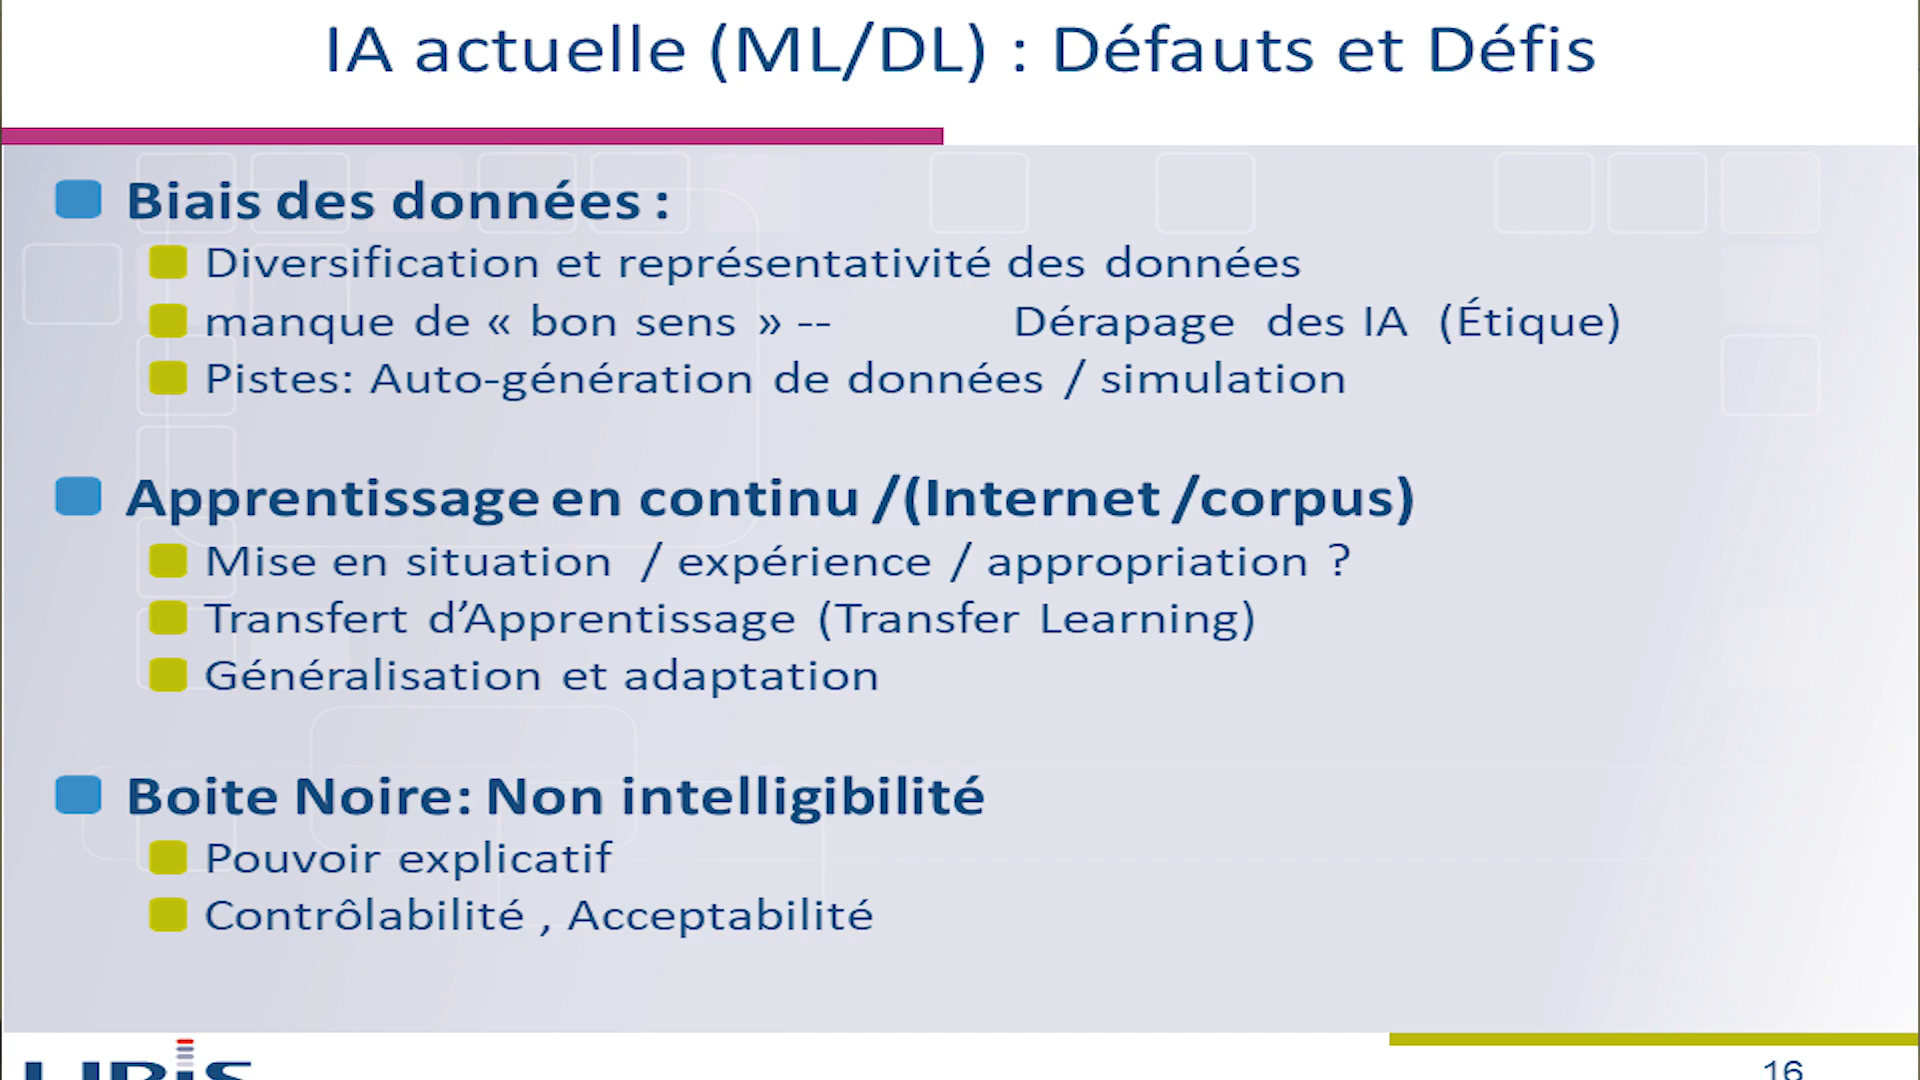 IA actuelle (ML/DL) : Défauts et Défis
Biais des données :
Diversification et représentativité des données
manque de « bon sens » -- Dérapage des IA (Étique)
Pistes: Auto-génération de données / simulation
Apprentissage en continu /(Internet /corpus)
Mise en situation / expérience / appropriation ?
Transfert d’Apprentissage (Transfer Learning)
Généralisation et adaptation
Boite Noire: Non intelligibilité
Pouvoir explicatif
Contrôlabilité , Acceptabilité
LIRIS
16